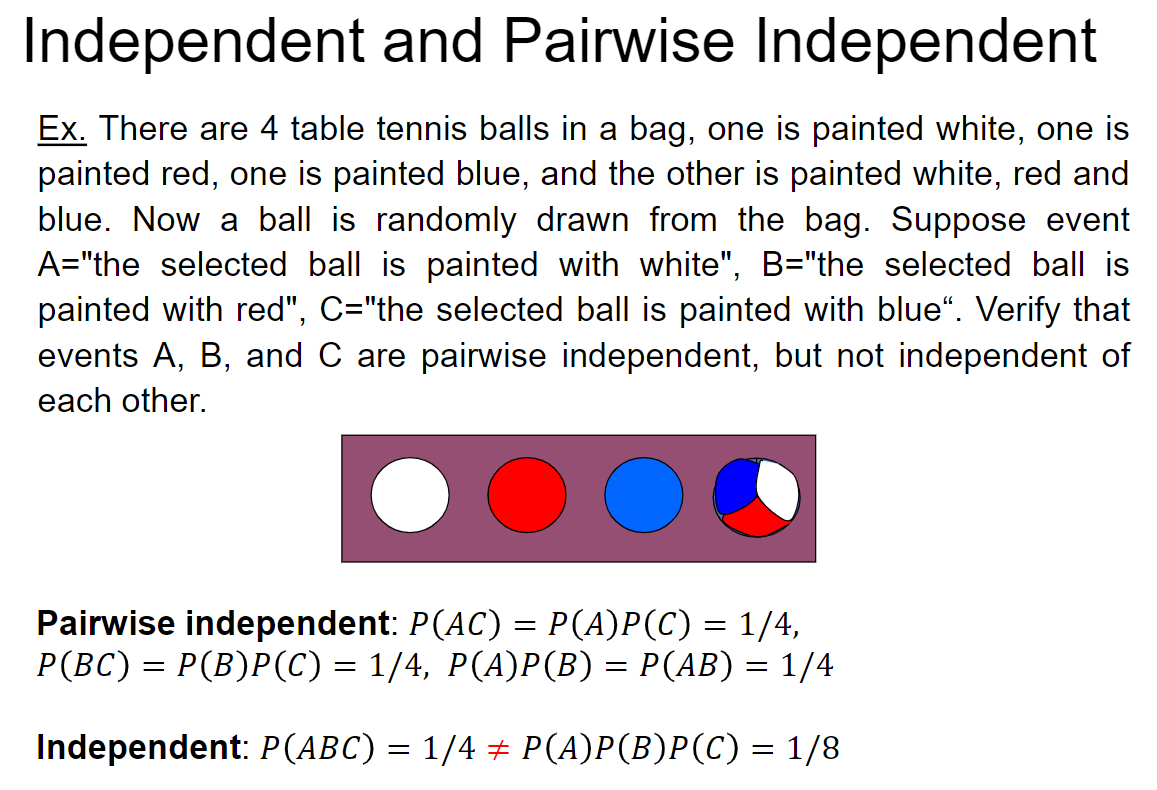 Independent and Pairwise Independent
Ex. There are 4 table tennis balls in a bag, one is painted white, one is
painted red, one is painted blue, and the other is painted white, red and
blue. Now a ball is randomly drawn from the bag. Suppose event
A="the selected ball is painted with white", B="the selected ball is
painted with red", C="the selected ball is painted with blue“. Verify that
events A, B, and C are pairwise independent, but not independent of
each other.
Pairwise independent: P(AC) = P(A)P(C) = 1/4,
P(BC) = P(B)P(C) = 1/4, P(A)P(B) = P(AB) = 1/4
Independent: P(ABC) = 1/4 ≠ P(A)P(B)P(C) = 1/8